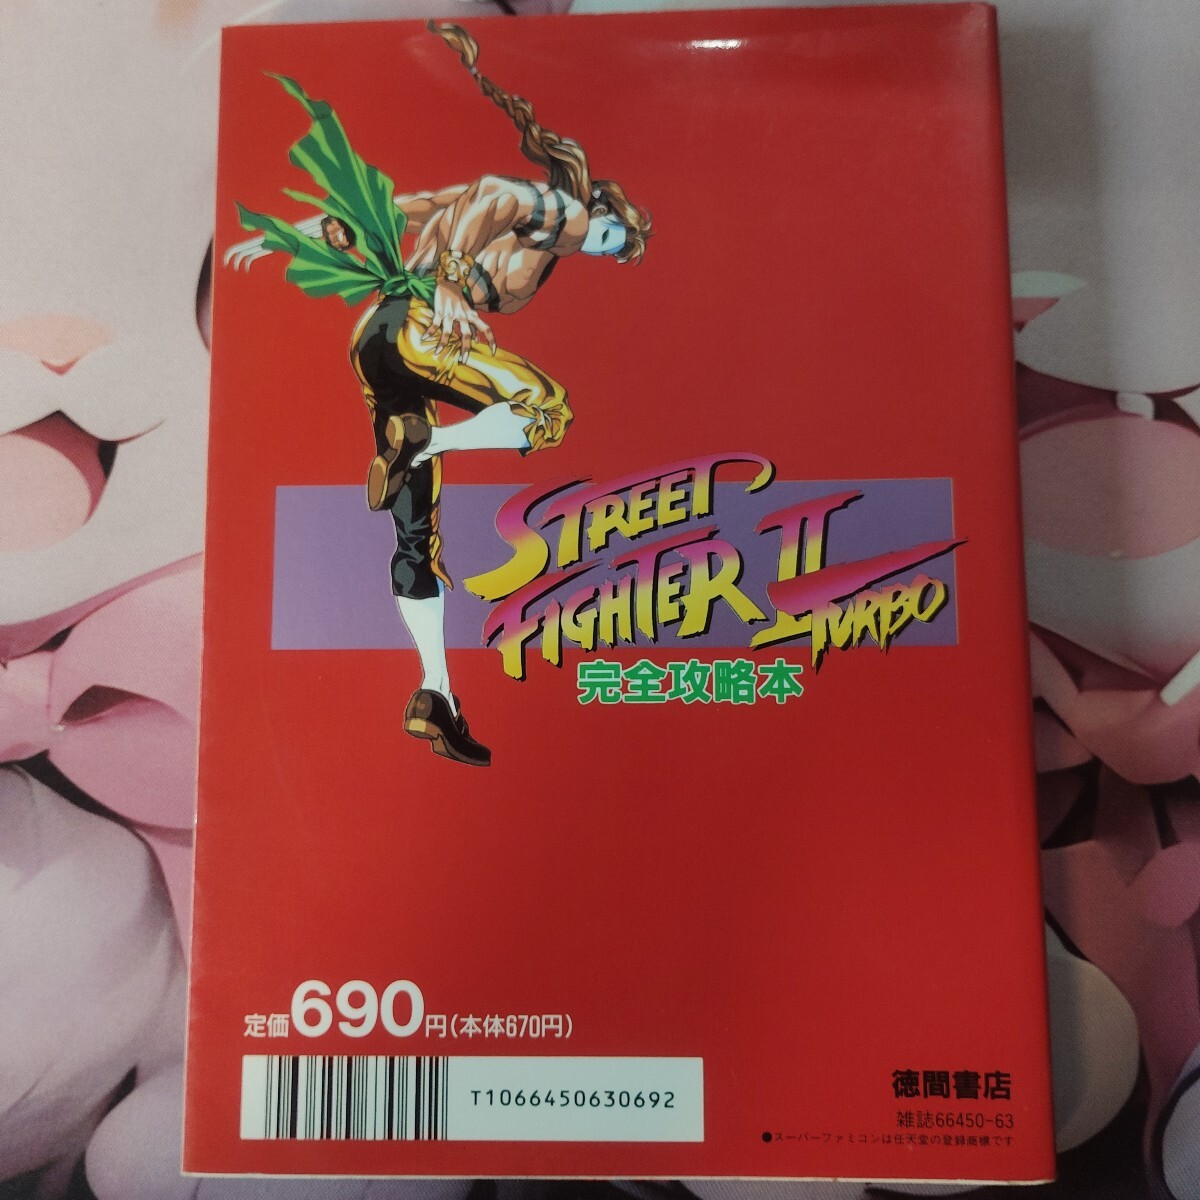 STREET
FIGHTER II
TURBO
完全攻略本
定価690円(本体670円)
T1066450630692
徳間書店
雑誌66450-63
●スーパーファミコンは任天堂の登録商標です